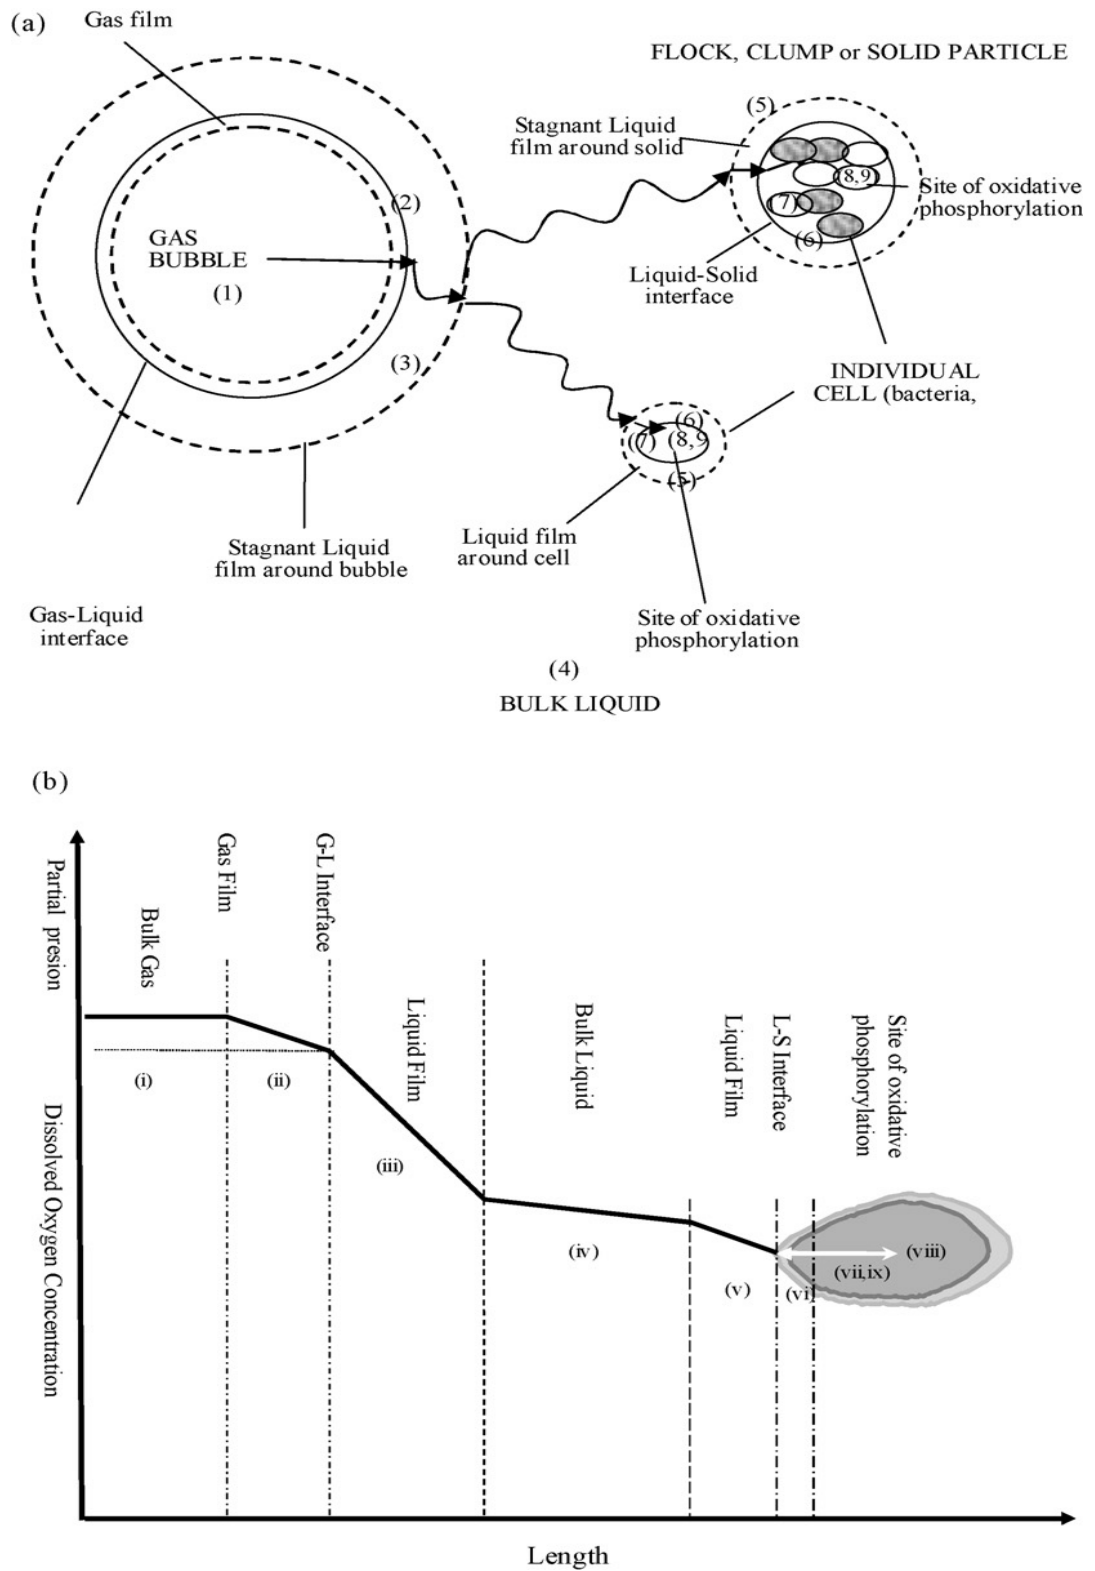 (a)
Gas film
FLOCK, CLUMP or SOLID PARTICLE
(5)
Stagnant Liquid
film around solid
(8,9)
Site of oxidative
phosphorylation
(7)
(6)
(2)
GAS
BUBBLE
(1)
Liquid-Solid
interface
(3)
INDIVIDUAL
CELL (bacteria,
(6)
(7)
(8,9
(5)
Liquid film
around cell
Stagnant Liquid
film around bubble
Gas-Liquid
interface
Site of oxidative
phosphorylation
(4)
BULK LIQUID
(b)
Partial presion
Dissolved Oxygen Concentration
Bulk Gas
Gas Film
G-L Interface
Liquid Film
Bulk Liquid
Liquid Film
L-S Interface
Site of oxidative
phosphorylation
(i)
(ii)
(iii)
(iv)
(v)
(vi)
(vii,ix)
(viii)
Length